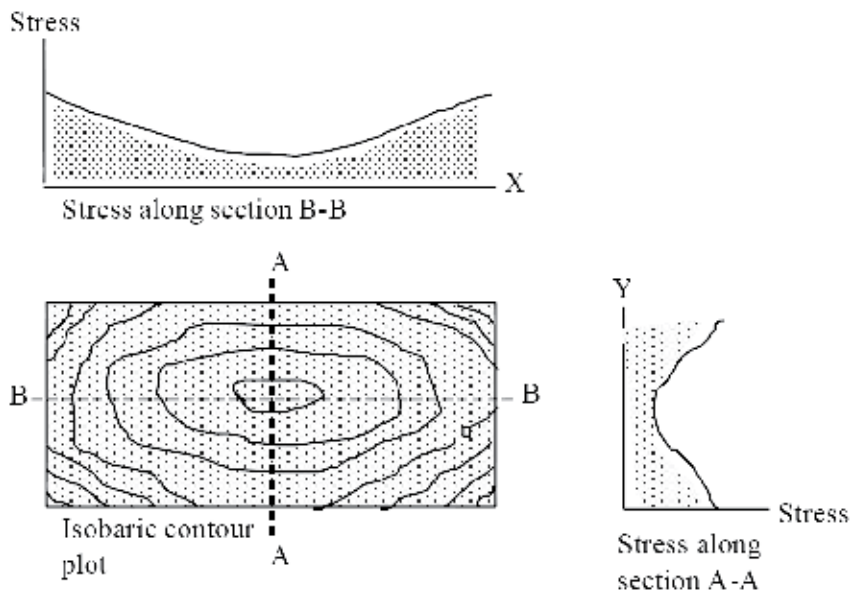 Stress
X
Stress along section B-B
A
Y
B
B
q
Isobaric contour
plot
A
Stress
Stress along
section A-A